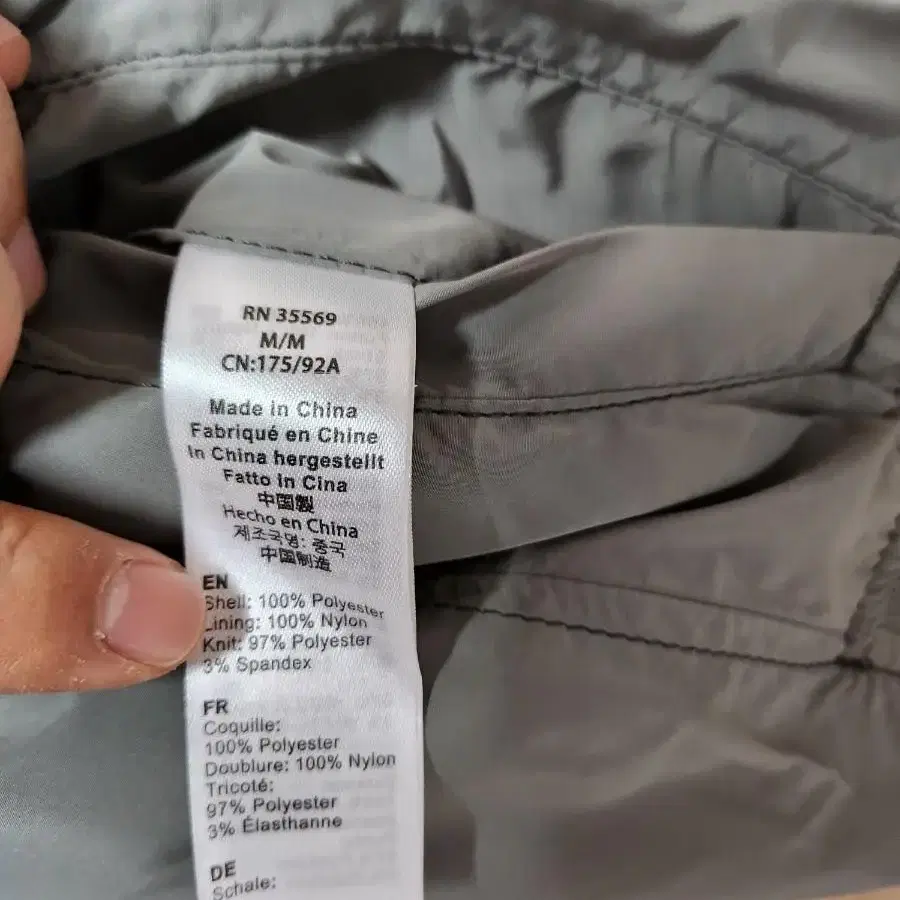 RN 35569
M/M
CN:175/92A
Made in China
Fabriqué en Chine
In China hergestellt
Fatto in Cina
中国製
Hecho en China
제조국명: 중국
中国制造
EN
Shell: 100% Polyester
Lining: 100% Nylon
Knit: 97% Polyester
3% Spandex
FR
Coquille:
100% Polyester
Doublure: 100% Nylon
Tricoté:
97% Polyester
3% Élasthanne
DE
Schale: